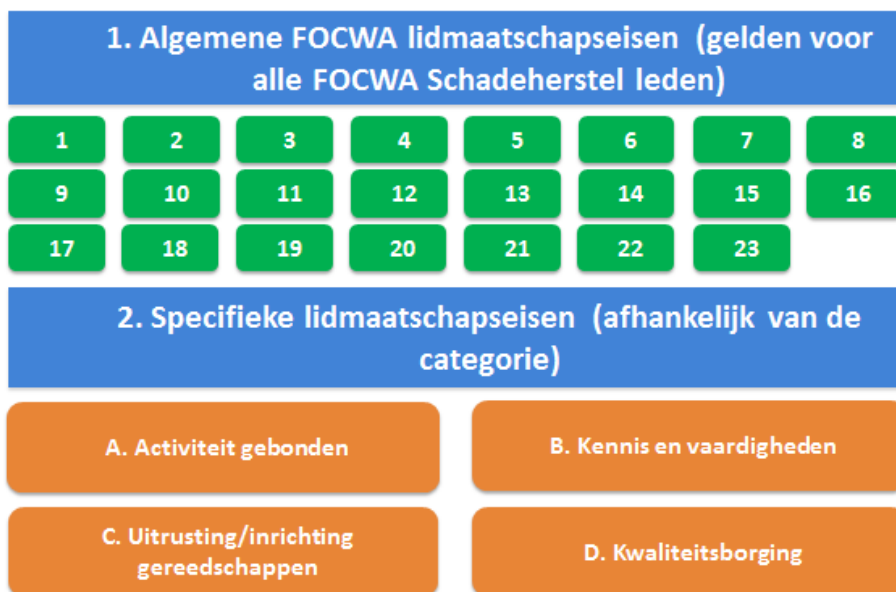 1. Algemene FOCWA lidmaatschapseisen (gelden voor
alle FOCWA Schadeherstel leden)
1 2 3 4 5 6 7 8
9 10 11 12 13 14 15 16
17 18 19 20 21 22 23
2. Specifieke lidmaatschapseisen (afhankelijk van de
categorie)
A. Activiteit gebonden
B. Kennis en vaardigheden
C. Uitrusting/inrichting
gereedschappen
D. Kwaliteitsborging